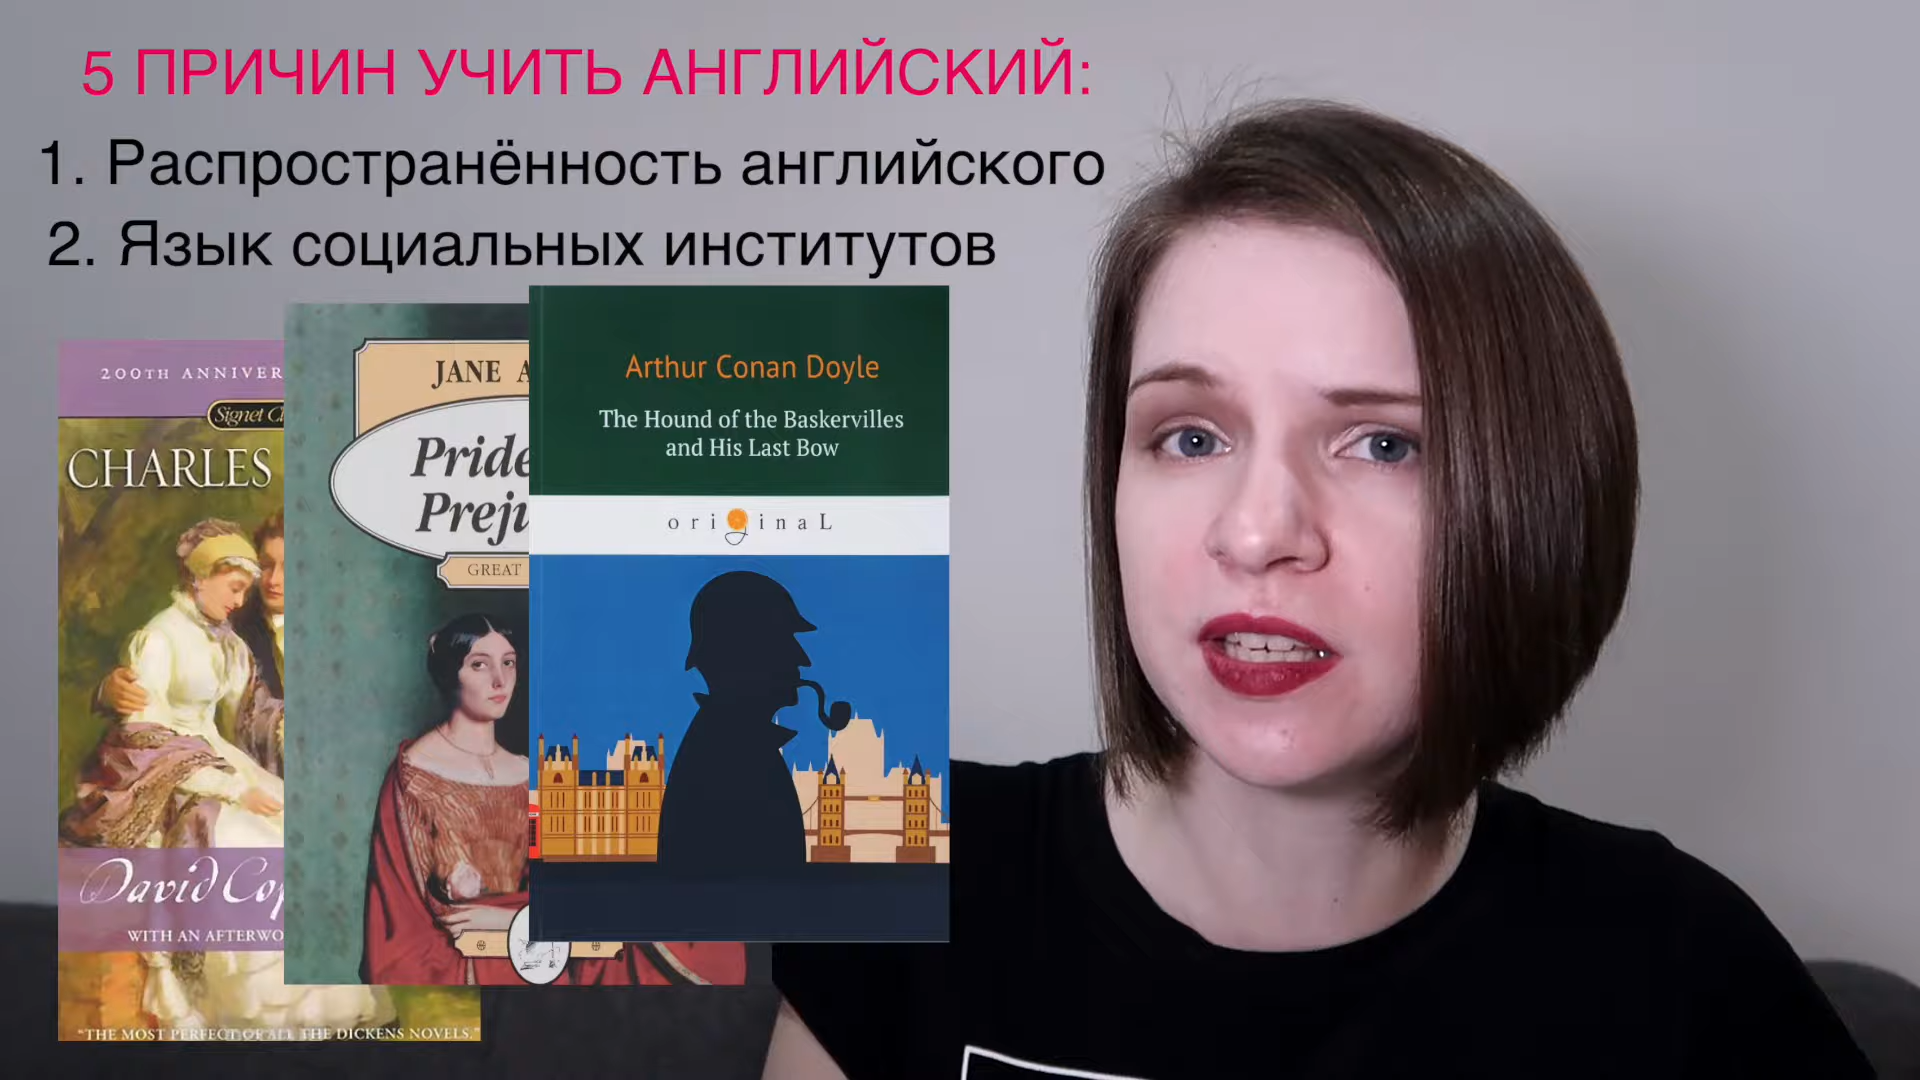 5 ПРИЧИН УЧИТЬ АНГЛИЙСКИЙ:
1. Распространённость английского
2. Язык социальных институтов
200TH ANNIVER
Signet Cl
CHARLES
David Cop
WITH AN AFTERWO
"THE MOST PERFECT OF ALL THE DICKENS NOVELS."
JANE A
Pride
Preju
GREAT
Arthur Conan Doyle
The Hound of the Baskervilles
and His Last Bow
originaL